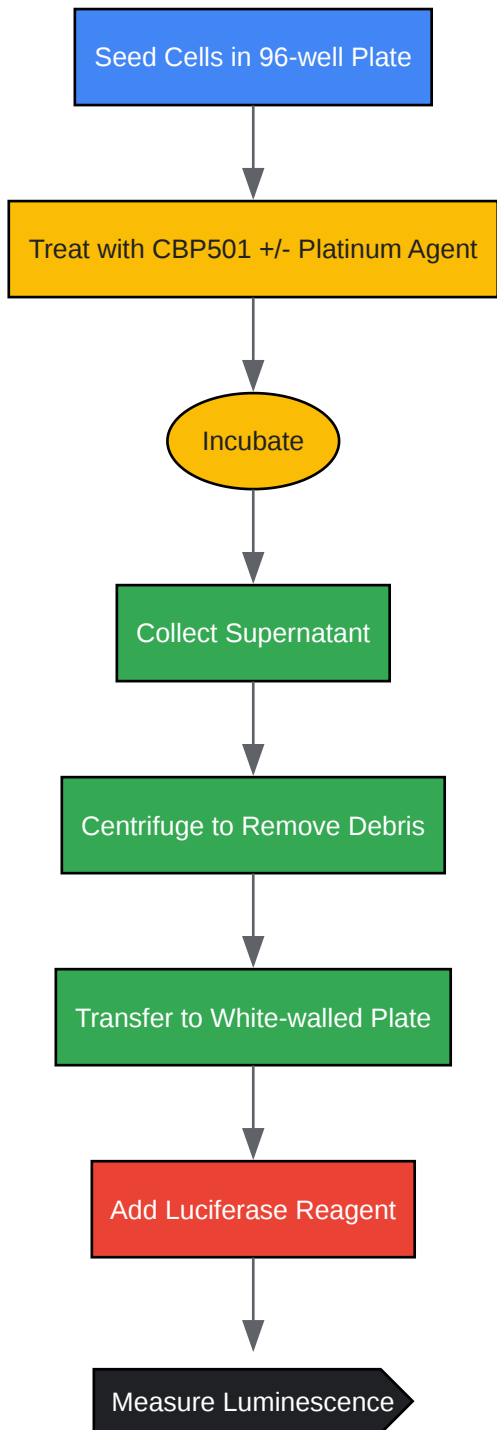 Seed Cells in 96-well Plate
Treat with CBP501 +/- Platinum Agent
Incubate
Collect Supernatant
Centrifuge to Remove Debris
Transfer to White-walled Plate
Add Luciferase Reagent
Measure Luminescence